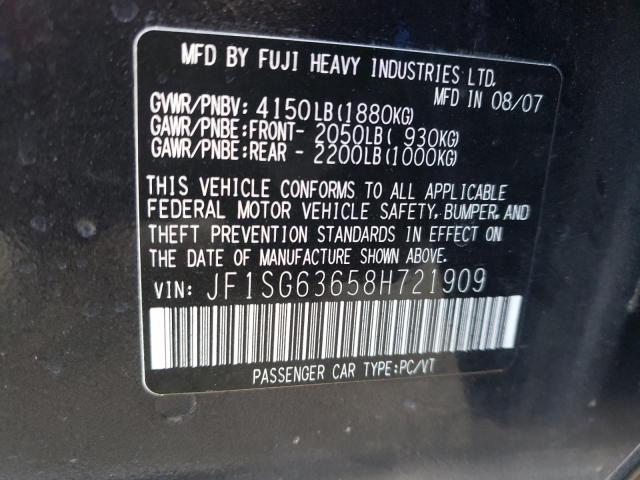 MFD BY FUJI HEAVY INDUSTRIES LTD.
MFD IN 08/07
GVWR/PNBV: 4150LB(1880KG)
GAWR/PNBE:FRONT- 2050LB( 930KG)
GAWR/PNBE:REAR - 2200LB(1000KG)
THIS VEHICLE CONFORMS TO ALL APPLICABLE
FEDERAL MOTOR VEHICLE SAFETY, BUMPER, AND
THEFT PREVENTION STANDARDS IN EFFECT ON
THE DATE OF MANUFACTURE SHOWN ABOVE.
VIN: JF1SG63658H721909
PASSENGER CAR TYPE:PC/VT